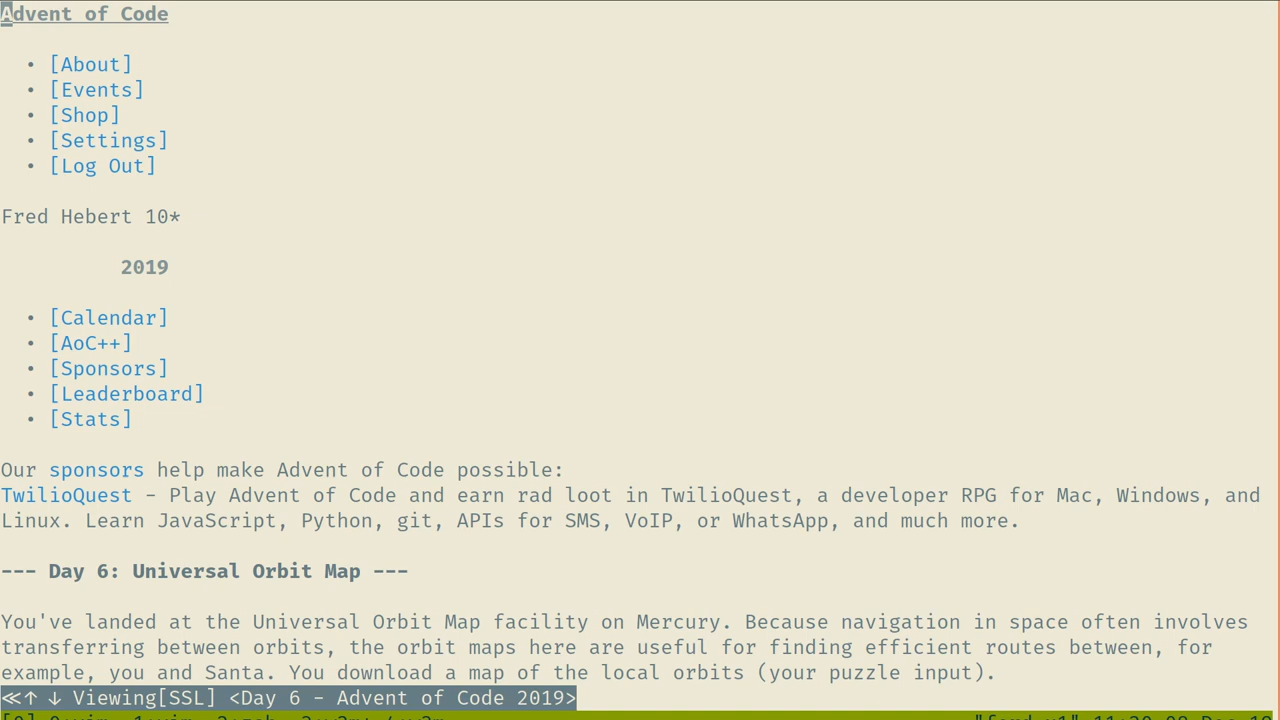 Advent of Code
• [About]
• [Events]
• [Shop]
• [Settings]
• [Log Out]
Fred Hebert 10*
2019
• [Calendar]
• [AoC++]
• [Sponsors]
• [Leaderboard]
• [Stats]
Our sponsors help make Advent of Code possible:
TwilioQuest - Play Advent of Code and earn rad loot in TwilioQuest, a developer RPG for Mac, Windows, and
Linux. Learn JavaScript, Python, git, APIs for SMS, VoIP, or WhatsApp, and much more.
--- Day 6: Universal Orbit Map ---
You've landed at the Universal Orbit Map facility on Mercury. Because navigation in space often involves
transferring between orbits, the orbit maps here are useful for finding efficient routes between, for
example, you and Santa. You download a map of the local orbits (your puzzle input).
≪↑ ↓ Viewing[SSL] <Day 6 - Advent of Code 2019>